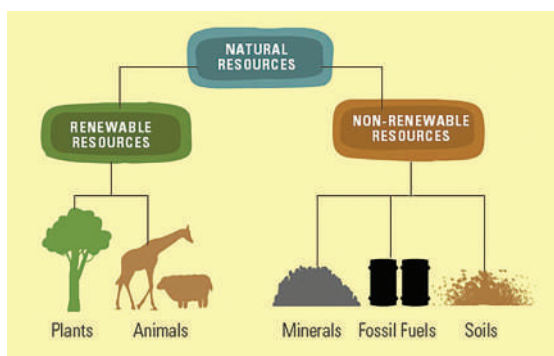 NATURAL
RESOURCES
RENEWABLE
RESOURCES
NON-RENEWABLE
RESOURCES
Plants
Animals
Minerals
Fossil Fuels
Soils